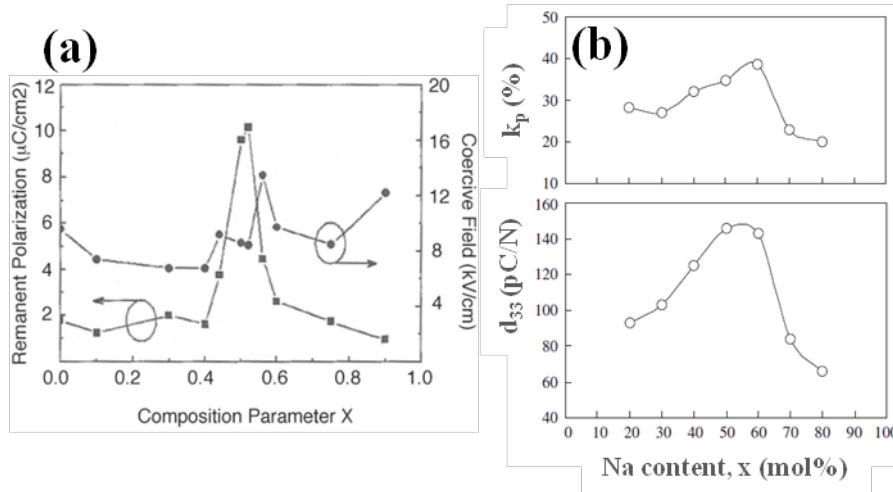 (a)
Remanent Polarization (μC/cm2)
12
10
8
6
4
2
20
16
12
8
4
Coercive Field (kV/cm)
0.0 0.2 0.4 0.6 0.8 1.0
Composition Parameter X
(b)
kp (%)
50
40
30
20
10
d33 (pC/N)
160
140
120
100
80
60
40
0 10 20 30 40 50 60 70 80 90 100
Na content, x (mol%)